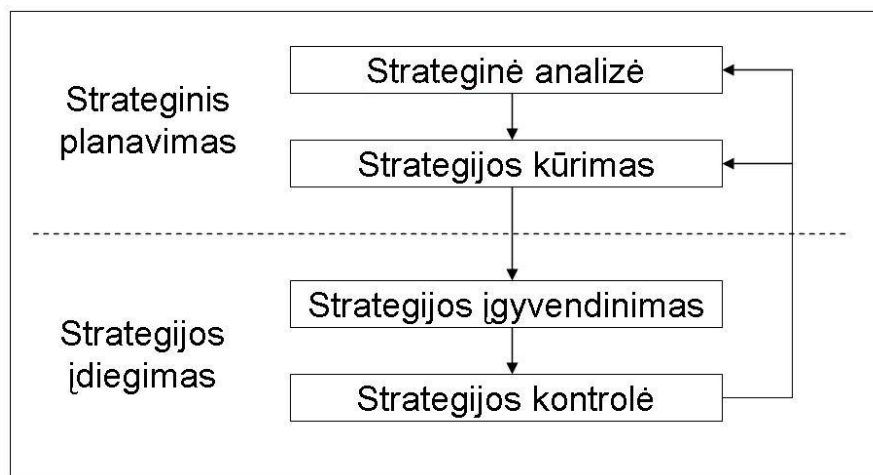 Strateginis
planavimas
Strateginė analizė
Strategijos kūrimas
Strategijos
įdiegimas
Strategijos įgyvendinimas
Strategijos kontrolė